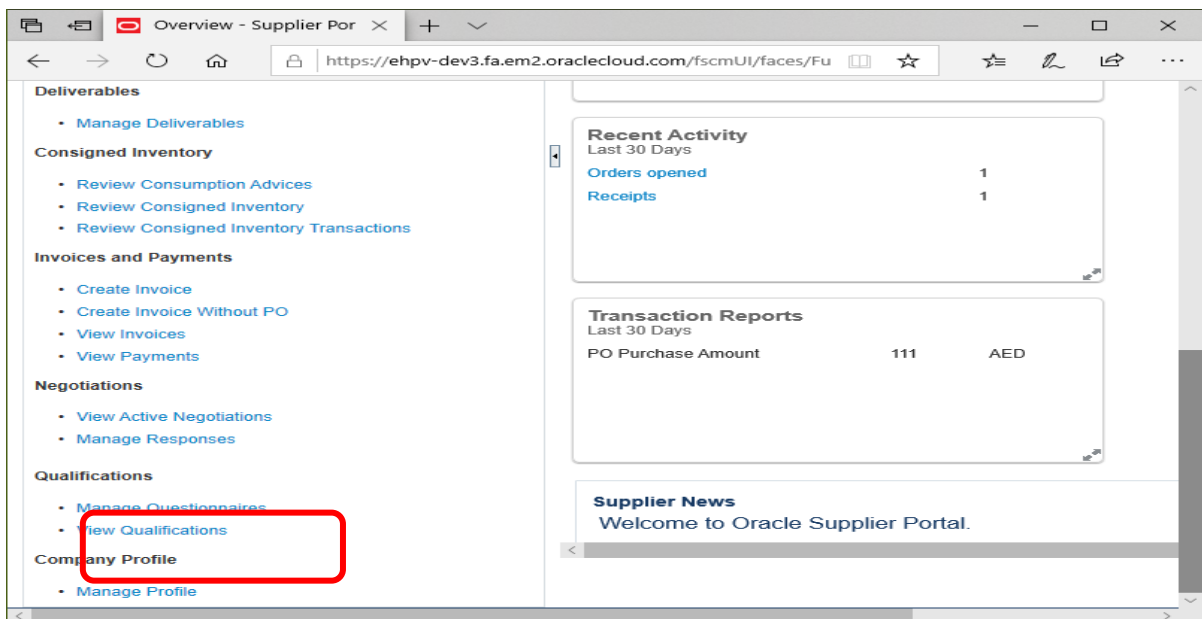 Overview - Supplier Por
https://ehpv-dev3.fa.em2.oraclecloud.com/fscmUI/faces/Fu
Deliverables
Manage Deliverables
Consigned Inventory
Review Consumption Advices
Review Consigned Inventory
Review Consigned Inventory Transactions
Invoices and Payments
Create Invoice
Create Invoice Without PO
View Invoices
View Payments
Negotiations
View Active Negotiations
Manage Responses
Qualifications
Manage Questionnaires
View Qualifications
Company Profile
Manage Profile
Recent Activity
Last 30 Days
Orders opened 1
Receipts 1
Transaction Reports
Last 30 Days
PO Purchase Amount 111 AED
Supplier News
Welcome to Oracle Supplier Portal.